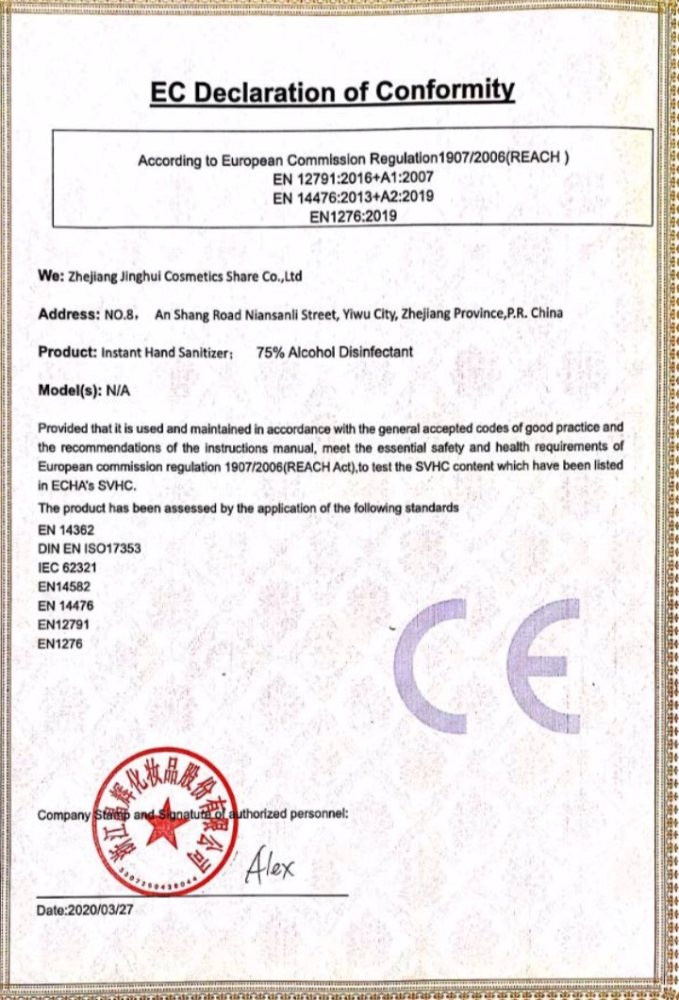 EC Declaration of Conformity
According to European Commission Regulation1907/2006(REACH )
EN 12791:2016+A1:2007
EN 14476:2013+A2:2019
EN1276:2019
We: Zhejiang Jinghui Cosmetics Share Co.,Ltd
Address: NO.8， An Shang Road Niansanli Street, Yiwu City, Zhejiang Province,P.R. China
Product: Instant Hand Sanitizer; 75% Alcohol Disinfectant
Model(s): N/A
Provided that it is used and maintained in accordance with the general accepted codes of good practice and
the recommendations of the instructions manual, meet the essential safety and health requirements of
European commission regulation 1907/2006(REACH Act),to test the SVHC content which have been listed
in ECHA's SVHC.
The product has been assessed by the application of the following standards
EN 14362
DIN EN ISO17353
IEC 62321
EN14582
EN 14476
EN12791
EN1276
CE
浙江晶辉化妆品股份有限公司
Company Stamp and Signature of authorized personnel:
Alex
Date:2020/03/27